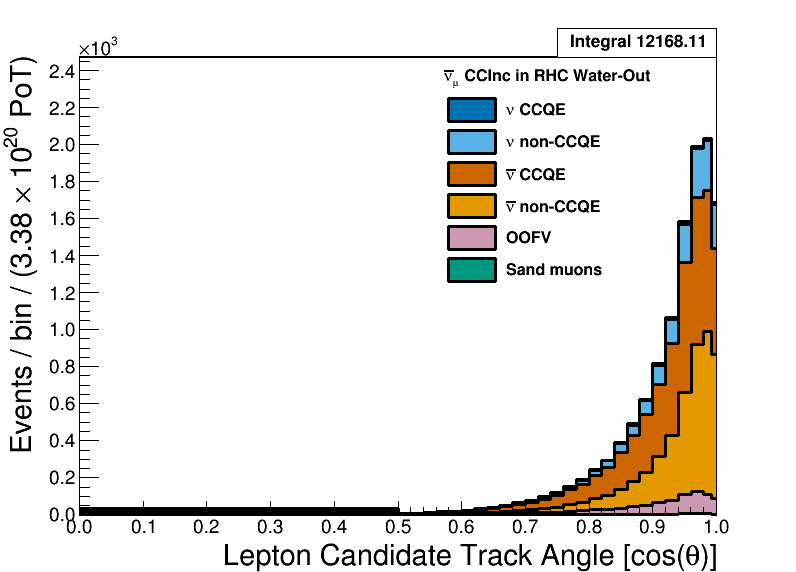 Integral 12168.11
×10³
ν̅μ CCInc in RHC Water-Out
ν CCQE
ν non-CCQE
ν̅ CCQE
ν̅ non-CCQE
OOFV
Sand muons
Events / bin / (3.38 × 10²⁰ PoT)
2.4
2.2
2.0
1.8
1.6
1.4
1.2
1.0
0.8
0.6
0.4
0.2
0.0
0.0 0.1 0.2 0.3 0.4 0.5 0.6 0.7 0.8 0.9 1.0
Lepton Candidate Track Angle [cos(θ)]